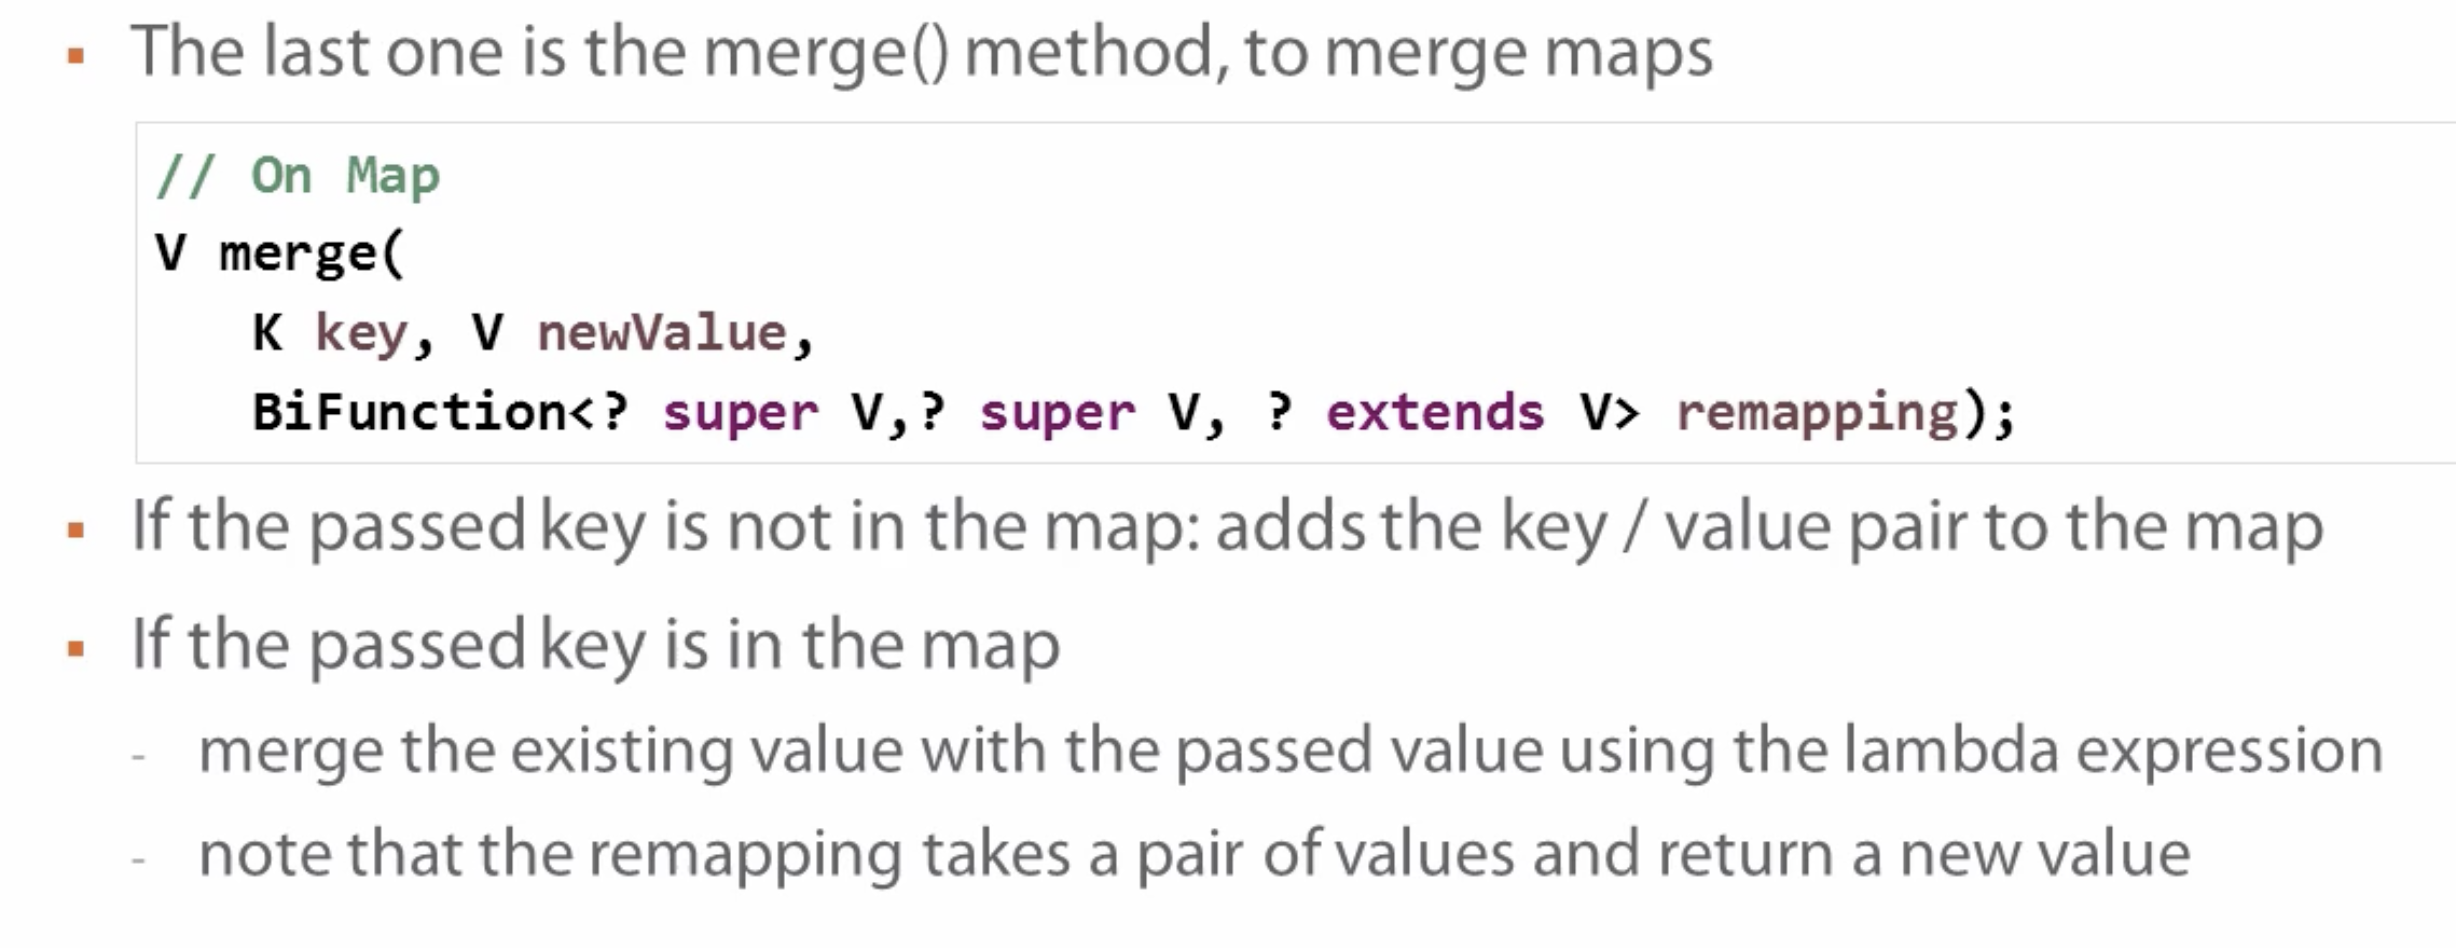 ▪ The last one is the merge() method, to merge maps
// On Map
V merge(
K key, V newValue,
BiFunction<? super V,? super V, ? extends V> remapping);
▪ If the passed key is not in the map: adds the key / value pair to the map
▪ If the passed key is in the map
- merge the existing value with the passed value using the lambda expression
- note that the remapping takes a pair of values and return a new value